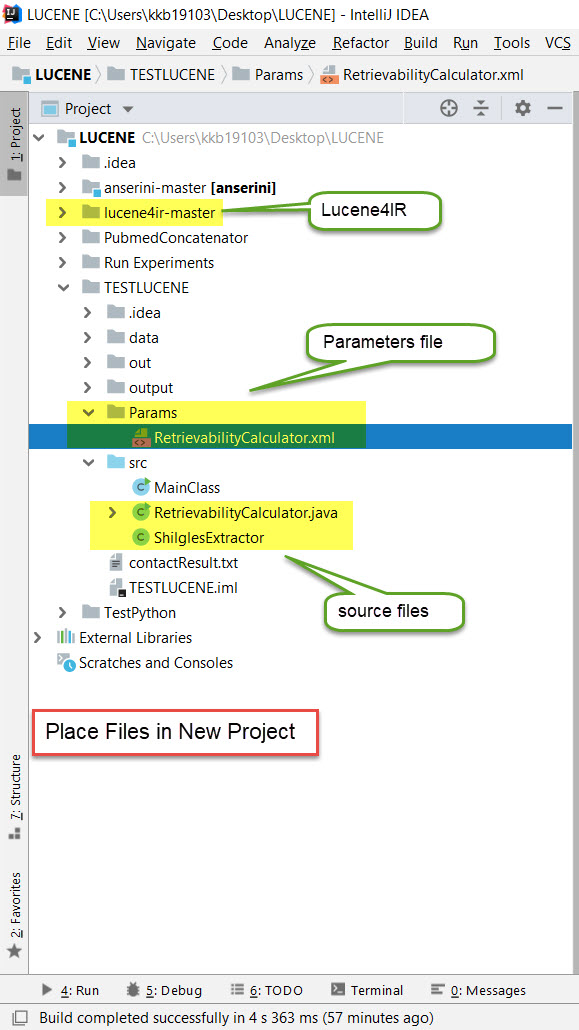 LUCENE [C:\Users\kkb19103\Desktop\LUCENE] - IntelliJ IDEA
File Edit View Navigate Code Analyze Refactor Build Run Tools VCS
LUCENE TESTLUCENE Params RetrievabilityCalculator.xml
1: Project
Project
LUCENE C:\Users\kkb19103\Desktop\LUCENE
.idea
anserini-master [anserini]
lucene4ir-master
Lucene4IR
PubmedConcatenator
Run Experiments
TESTLUCENE
.idea
data
Parameters file
out
output
Params
RetrievabilityCalculator.xml
src
MainClass
RetrievabilityCalculator.java
ShilglesExtractor
contactResult.txt
TESTLUCENE.iml
source files
TestPython
External Libraries
Scratches and Consoles
Place Files in New Project
7: Structure
2: Favorites
4: Run 5: Debug 6: TODO Terminal 0: Messages
Build completed successfully in 4 s 363 ms (57 minutes ago)